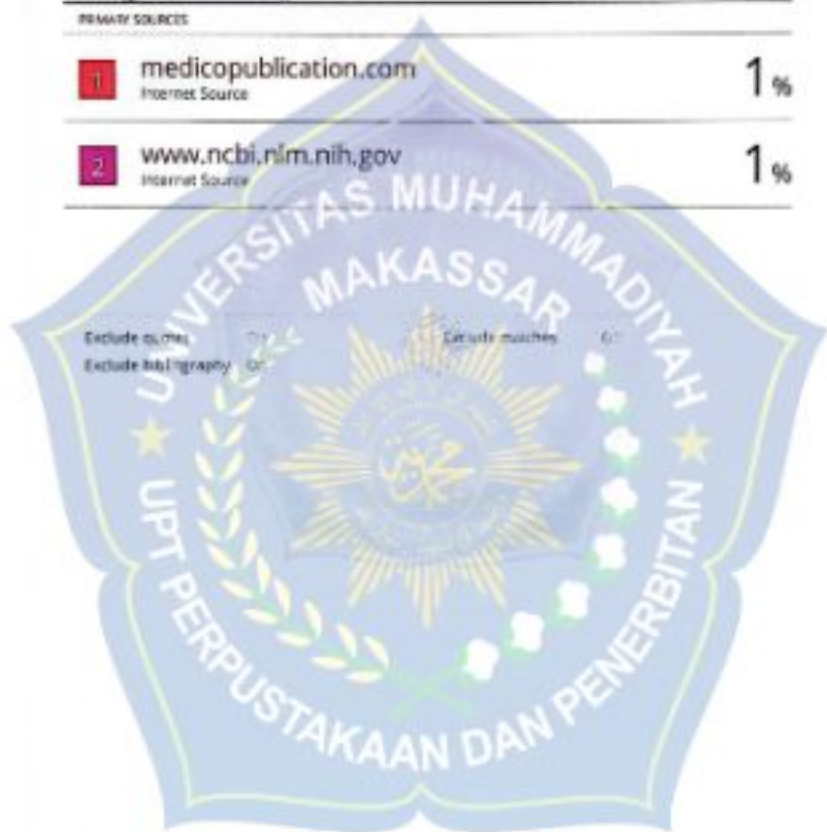 PRIMARY SOURCES
1 medicopublication.com 1%
Internet Source
2 www.ncbi.nlm.nih.gov 1%
Internet Source
UNIVERSITAS MUHAMMADIYAH
MAKASSAR
Exclude quotes Exclude matches
Exclude bibliography
UPT PERPUSTAKAAN DAN PENERBITAN